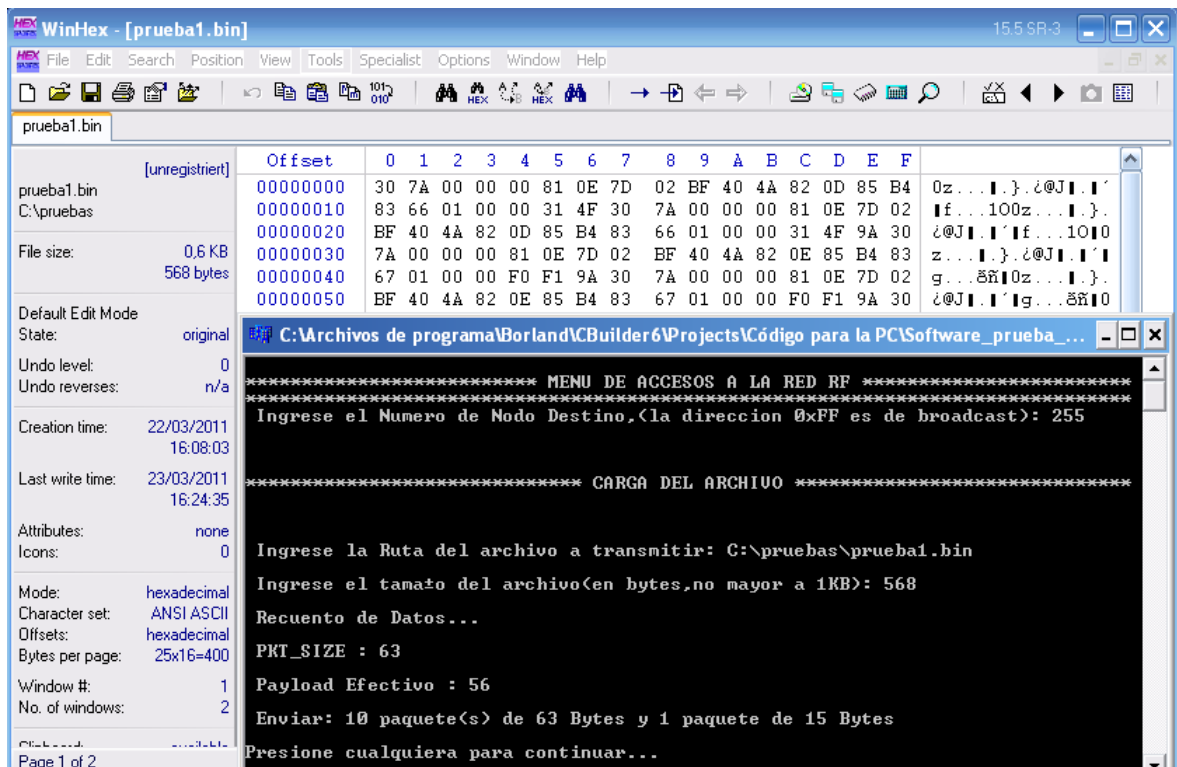 WinHex - [prueba1.bin]
15.5 SR-3
File Edit Search Position View Tools Specialist Options Window Help
prueba1.bin
[unregistriert]
prueba1.bin
C:\pruebas
File size: 0,6 KB
568 bytes
Default Edit Mode
State: original
Undo level: 0
Undo reverses: n/a
Creation time: 22/03/2011
16:08:03
Last write time: 23/03/2011
16:24:35
Attributes: none
Icons: 0
Mode: hexadecimal
Character set: ANSI ASCII
Offsets: hexadecimal
Bytes per page: 25x16=400
Window #: 1
No. of windows: 2
Page 1 of 2
Offset 0 1 2 3 4 5 6 7 8 9 A B C D E F
00000000 30 7A 00 00 00 81 0E 7D 02 BF 40 4A 82 0D 85 B4
00000010 83 66 01 00 00 31 4F 30 7A 00 00 00 81 0E 7D 02
00000020 BF 40 4A 82 0D 85 B4 83 66 01 00 00 31 4F 9A 30
00000030 7A 00 00 00 81 0E 7D 02 BF 40 4A 82 0E 85 B4 83
00000040 67 01 00 00 F0 F1 9A 30 7A 00 00 00 81 0E 7D 02
00000050 BF 40 4A 82 0E 85 B4 83 67 01 00 00 F0 F1 9A 30
C:\Archivos de programa\Borland\CBuilder6\Projects\Código para la PC\Software_prueba_...
************************** MENU DE ACCESOS A LA RED RF ************************
Ingrese el Numero de Nodo Destino,(la direccion 0xFF es de broadcast): 255
****************************** CARGA DEL ARCHIVO ******************************
Ingrese la Ruta del archivo a transmitir: C:\pruebas\prueba1.bin
Ingrese el tama±o del archivo(en bytes,no mayor a 1KB): 568
Recuento de Datos...
PKT_SIZE : 63
Payload Efectivo : 56
Enviar: 10 paquete(s) de 63 Bytes y 1 paquete de 15 Bytes
Presione cualquiera para continuar...